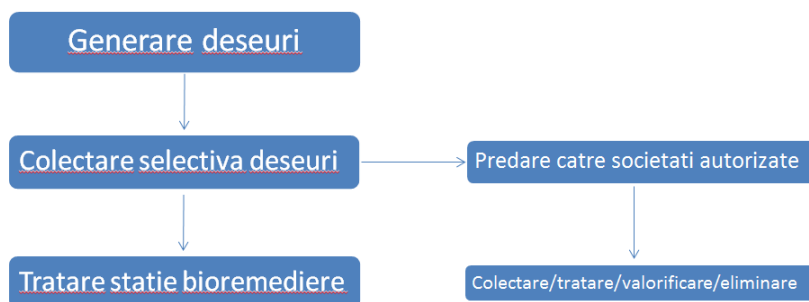 Generare deseuri
Colectare selectiva deseuri
Predare catre societati autorizate
Tratare statie bioremediere
Colectare/tratare/valorificare/eliminare